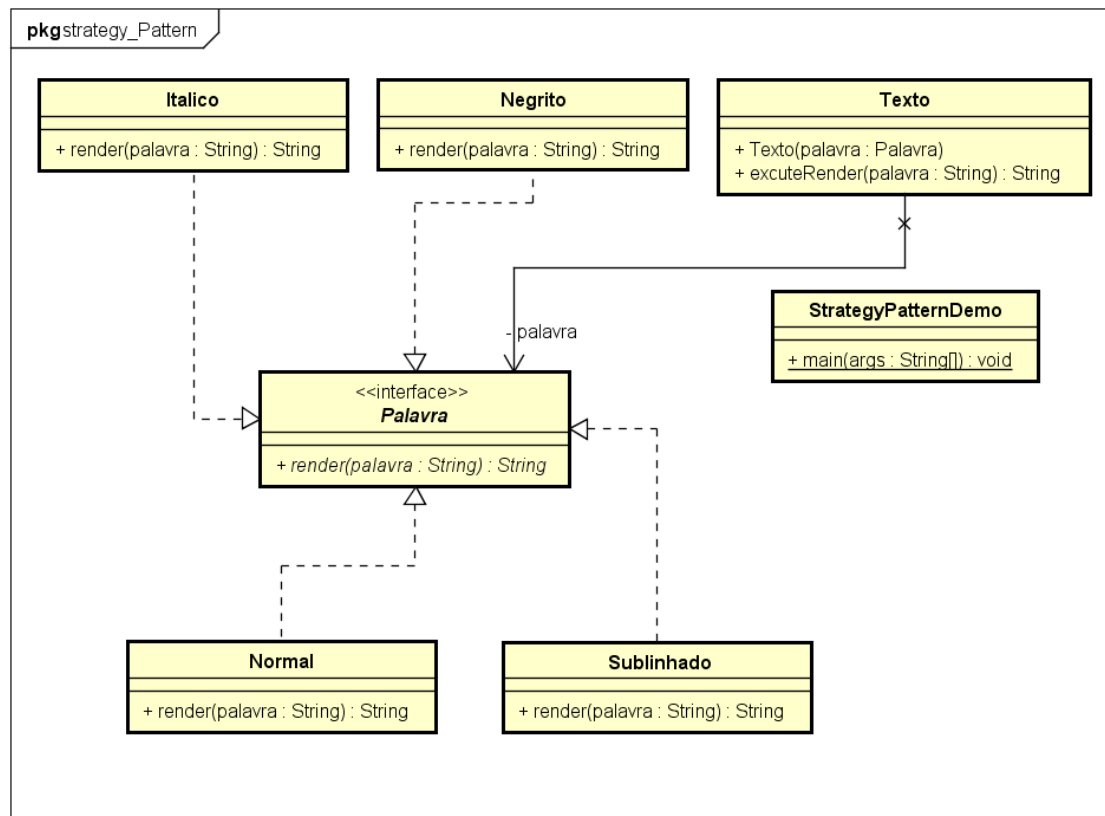 pkg strategy_Pattern
Italico
+ render(palavra : String) : String
Negrito
+ render(palavra : String) : String
Texto
+ Texto(palavra : Palavra)
+ excuteRender(palavra : String) : String
StrategyPatternDemo
+ main(args : String[]) : void
- palavra
<<interface>>
Palavra
+ render(palavra : String) : String
Normal
+ render(palavra : String) : String
Sublinhado
+ render(palavra : String) : String